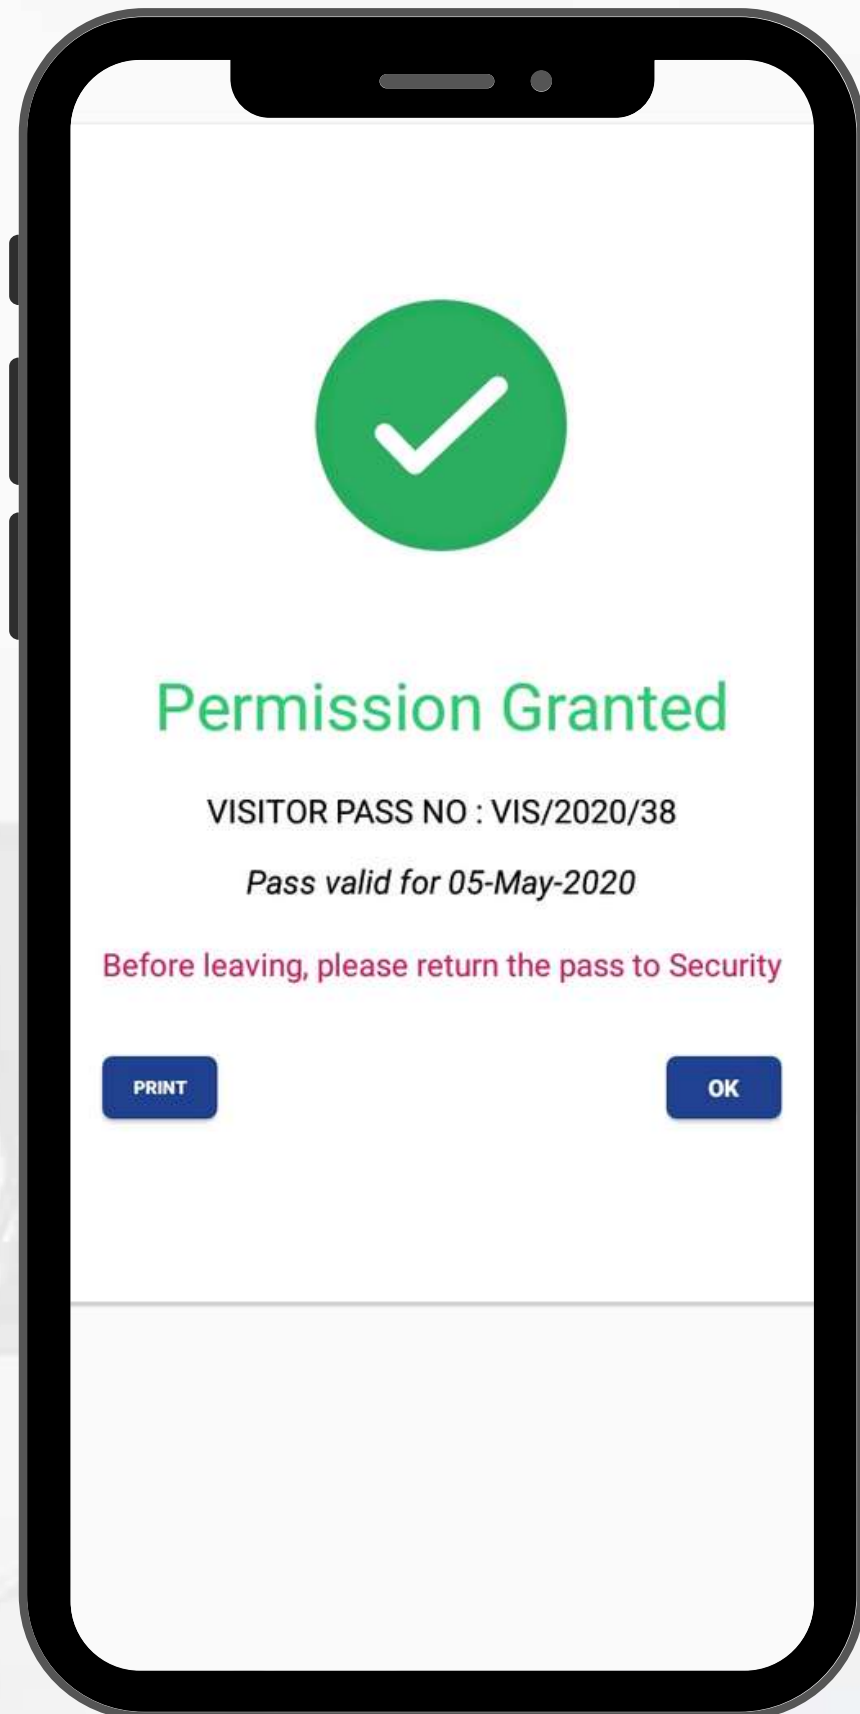 Permission Granted
VISITOR PASS NO : VIS/2020/38
Pass valid for 05-May-2020
Before leaving, please return the pass to Security
PRINT
OK